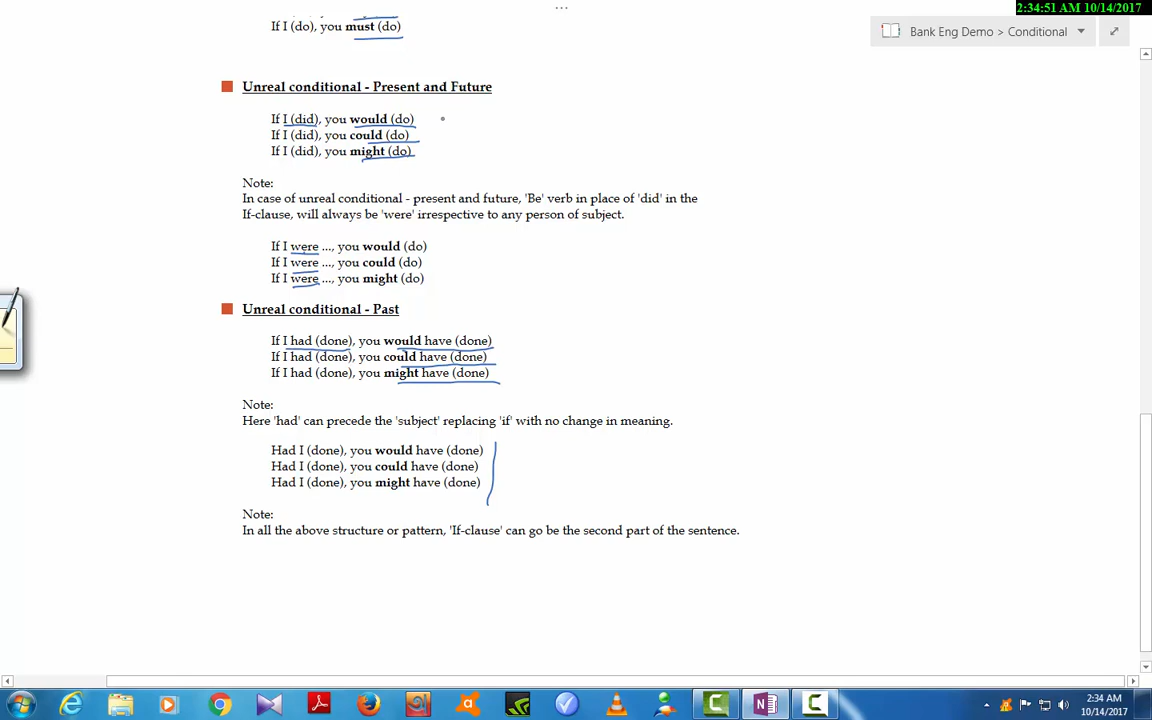 2:34:51 AM 10/14/2017
Bank Eng Demo > Conditional
If I (do), you must (do)
Unreal conditional - Present and Future
If I (did), you would (do)
If I (did), you could (do)
If I (did), you might (do)
Note:
In case of unreal conditional - present and future, 'Be' verb in place of 'did' in the
If-clause, will always be 'were' irrespective to any person of subject.
If I were ..., you would (do)
If I were ..., you could (do)
If I were ..., you might (do)
Unreal conditional - Past
If I had (done), you would have (done)
If I had (done), you could have (done)
If I had (done), you might have (done)
Note:
Here 'had' can precede the 'subject' replacing 'if' with no change in meaning.
Had I (done), you would have (done)
Had I (done), you could have (done)
Had I (done), you might have (done)
Note:
In all the above structure or pattern, 'If-clause' can go be the second part of the sentence.
2:34 AM
10/14/2017